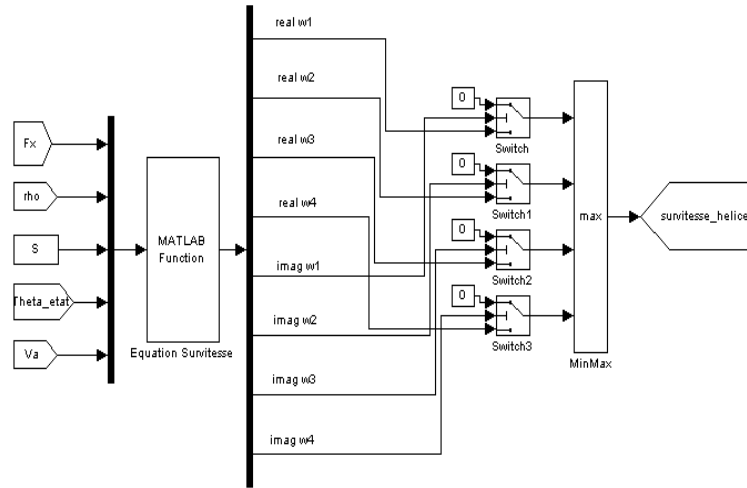 real w1
real w2
real w3
real w4
imag w1
imag w2
imag w3
imag w4
Fx
rho
S
Theta_etat
Va
MATLAB
Function
Equation Survitesse
0
Switch
0
Switch1
0
Switch2
0
Switch3
max
MinMax
survitesse_helice